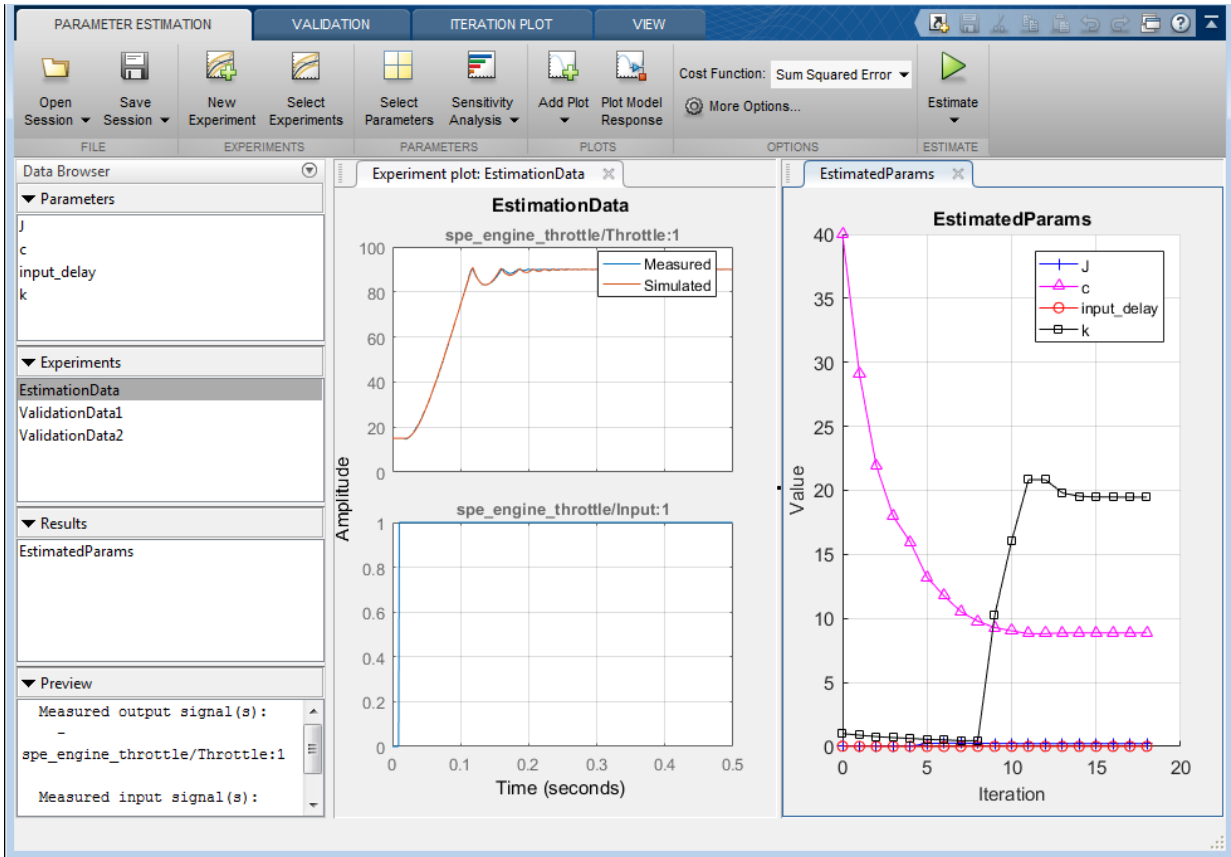 PARAMETER ESTIMATION VALIDATION ITERATION PLOT VIEW
Open Session Save Session New Experiment Select Experiments Select Parameters Sensitivity Analysis Add Plot Plot Model Response Cost Function: Sum Squared Error Estimate
More Options...
FILE EXPERIMENTS PARAMETERS PLOTS OPTIONS ESTIMATE
Data Browser
Parameters
J
c
input_delay
k
Experiments
EstimationData
ValidationData1
ValidationData2
Results
EstimatedParams
Preview
Measured output signal(s):
-
spe_engine_throttle/Throttle:1
Measured input signal(s):
Experiment plot: EstimationData
EstimationData
spe_engine_throttle/Throttle:1
100
80
60
40
20
0
Measured
Simulated
Amplitude
spe_engine_throttle/Input:1
1
0.8
0.6
0.4
0.2
0
0 0.1 0.2 0.3 0.4 0.5
Time (seconds)
EstimatedParams
EstimatedParams
40
35
30
25
20
15
10
5
0
J
c
input_delay
k
Value
0 5 10 15 20
Iteration